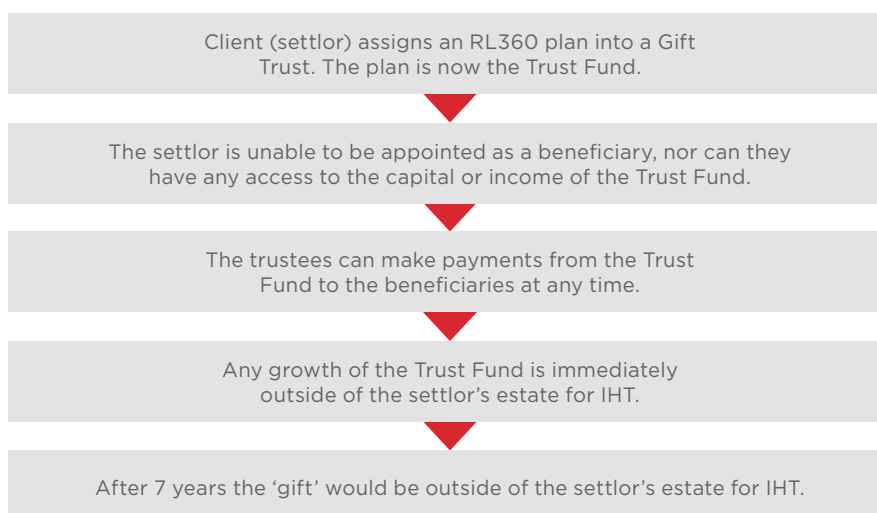 Client (settlor) assigns an RL360 plan into a Gift
Trust. The plan is now the Trust Fund.
The settlor is unable to be appointed as a beneficiary, nor can they
have any access to the capital or income of the Trust Fund.
The trustees can make payments from the Trust
Fund to the beneficiaries at any time.
Any growth of the Trust Fund is immediately
outside of the settlor’s estate for IHT.
After 7 years the ‘gift’ would be outside of the settlor’s estate for IHT.